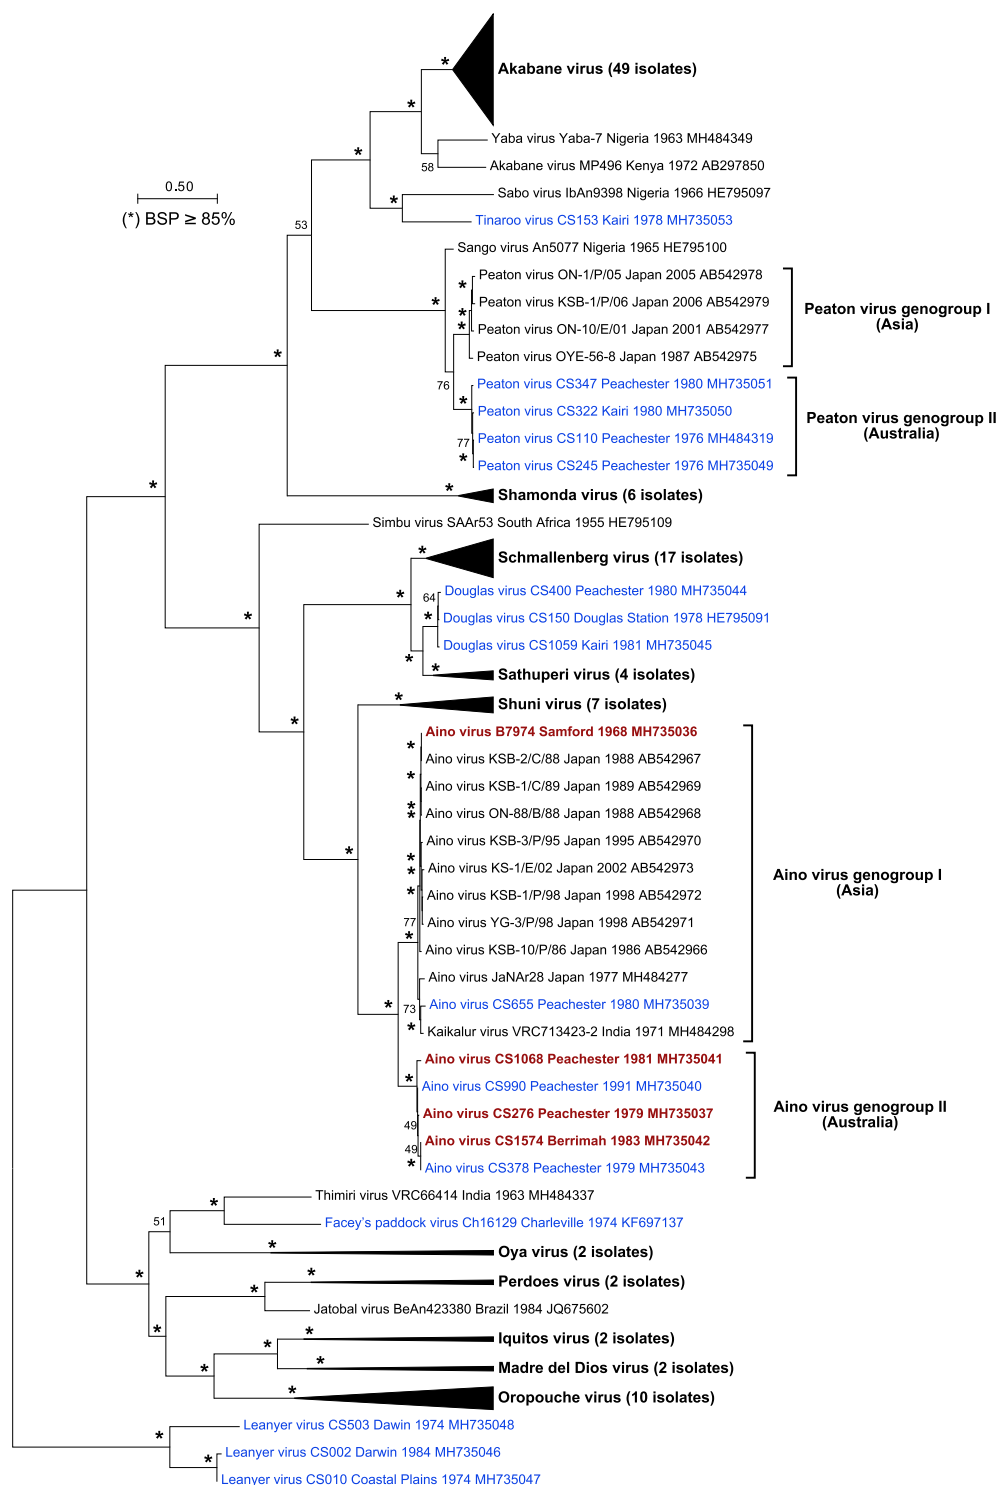 *
Akabane virus (49 isolates)
*
Yaba virus Yaba-7 Nigeria 1963 MH484349
*
58
Akabane virus MP496 Kenya 1972 AB297850
0.50
(*) BSP ≥ 85%
*
Sabo virus IbAn9398 Nigeria 1966 HE795097
53
Tinaroo virus CS153 Kairi 1978 MH735053
Sango virus An5077 Nigeria 1965 HE795100
*
Peaton virus ON-1/P/05 Japan 2005 AB542978
*
Peaton virus KSB-1/P/06 Japan 2006 AB542979
*
*
Peaton virus ON-10/E/01 Japan 2001 AB542977
Peaton virus OYE-56-8 Japan 1987 AB542975
Peaton virus genogroup I
(Asia)
*
76
Peaton virus CS347 Peachester 1980 MH735051
*
Peaton virus CS322 Kairi 1980 MH735050
77
Peaton virus CS110 Peachester 1976 MH484319
*
Peaton virus CS245 Peachester 1976 MH735049
Peaton virus genogroup II
(Australia)
*
*
Shamonda virus (6 isolates)
Simbu virus SAAr53 South Africa 1955 HE795109
*
Schmallenberg virus (17 isolates)
*
64
Douglas virus CS400 Peachester 1980 MH735044
*
*
Douglas virus CS150 Douglas Station 1978 HE795091
Douglas virus CS1059 Kairi 1981 MH735045
*
*
Sathuperi virus (4 isolates)
*
*
Shuni virus (7 isolates)
Aino virus B7974 Samford 1968 MH735036
*
Aino virus KSB-2/C/88 Japan 1988 AB542967
*
Aino virus KSB-1/C/89 Japan 1989 AB542969
*
*
Aino virus ON-88/B/88 Japan 1988 AB542968
Aino virus KSB-3/P/95 Japan 1995 AB542970
*
*
*
Aino virus KS-1/E/02 Japan 2002 AB542973
*
Aino virus KSB-1/P/98 Japan 1998 AB542972
77
Aino virus YG-3/P/98 Japan 1998 AB542971
*
Aino virus KSB-10/P/86 Japan 1986 AB542966
Aino virus JaNAr28 Japan 1977 MH484277
*
73
Aino virus CS655 Peachester 1980 MH735039
*
Kaikalur virus VRC713423-2 India 1971 MH484298
Aino virus genogroup I
(Asia)
Aino virus CS1068 Peachester 1981 MH735041
*
Aino virus CS990 Peachester 1991 MH735040
Aino virus CS276 Peachester 1979 MH735037
49
Aino virus CS1574 Berrimah 1983 MH735042
49
*
Aino virus CS378 Peachester 1979 MH735043
Aino virus genogroup II
(Australia)
Thimiri virus VRC66414 India 1963 MH484337
*
51
Facey's paddock virus Ch16129 Charleville 1974 KF697137
*
Oya virus (2 isolates)
*
*
Perdoes virus (2 isolates)
*
Jatobal virus BeAn423380 Brazil 1984 JQ675602
*
*
Iquitos virus (2 isolates)
*
*
Madre del Dios virus (2 isolates)
*
*
Oropouche virus (10 isolates)
Leanyer virus CS503 Dawin 1974 MH735048
*
Leanyer virus CS002 Darwin 1984 MH735046
*
Leanyer virus CS010 Coastal Plains 1974 MH735047